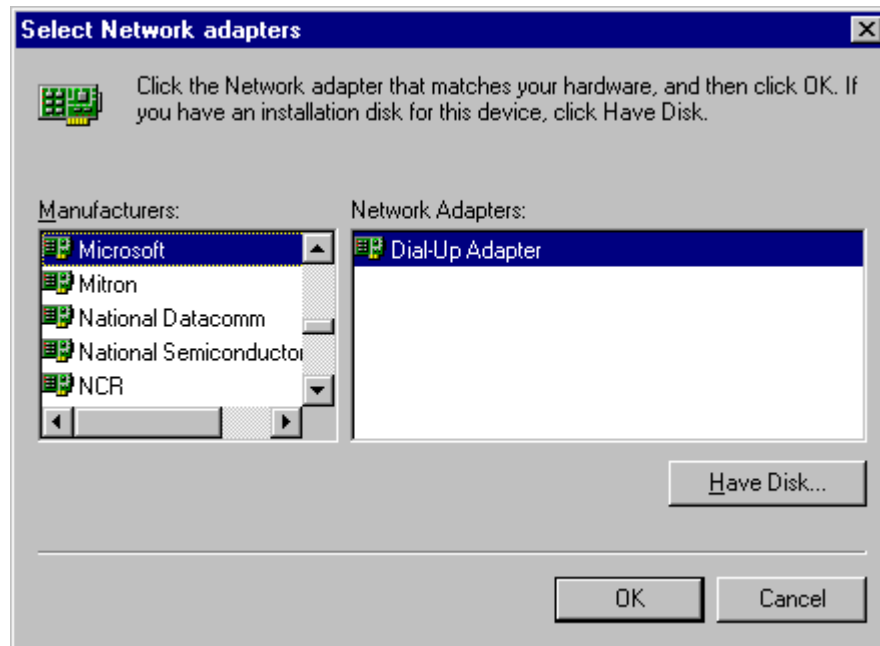 Select Network adapters
Click the Network adapter that matches your hardware, and then click OK. If
you have an installation disk for this device, click Have Disk.
Manufacturers:
Microsoft
Mitron
National Datacomm
National Semiconductor
NCR
Network Adapters:
Dial-Up Adapter
Have Disk...
OK
Cancel